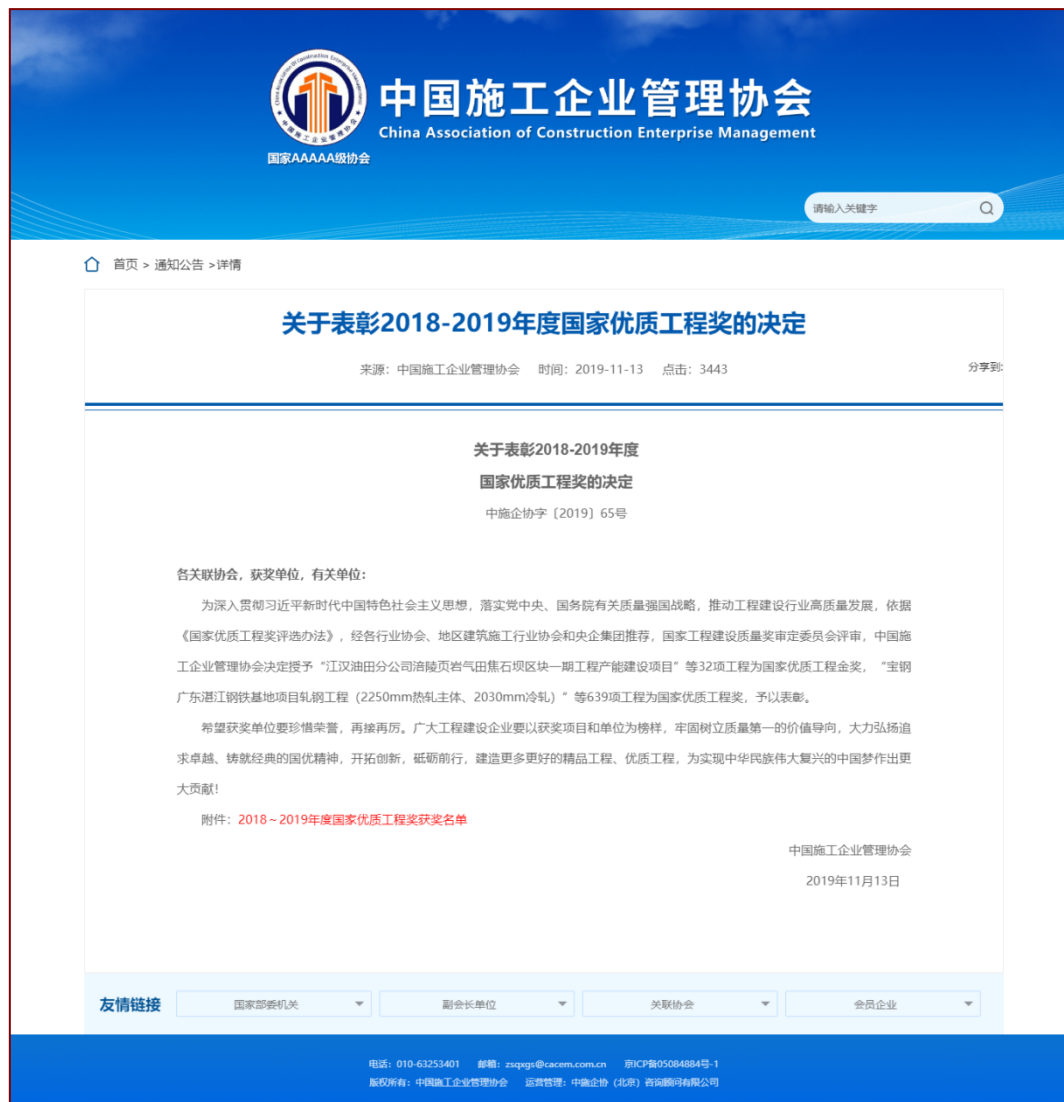 中国施工企业管理协会
China Association of Construction Enterprise Management
国家AAAAA级协会
请输入关键字
首页 > 通知公告 >详情
关于表彰2018-2019年度国家优质工程奖的决定
来源：中国施工企业管理协会 时间：2019-11-13 点击：3443
分享到:
关于表彰2018-2019年度
国家优质工程奖的决定
中施企协字〔2019〕65号
各关联协会，获奖单位，有关单位：
为深入贯彻习近平新时代中国特色社会主义思想，落实党中央、国务院有关质量强国战略，推动工程建设行业高质量发展，依据
《国家优质工程奖评选办法》，经各行业协会、地区建筑施工行业协会和央企集团推荐，国家工程建设质量奖审定委员会评审，中国施
工企业管理协会决定授予“江汉油田分公司涪陵页岩气田焦石坝区块一期工程产能建设项目”等32项工程为国家优质工程金奖，“宝钢
广东湛江钢铁基地项目轧钢工程（2250mm热轧主体、2030mm冷轧）“等639项工程为国家优质工程奖，予以表彰。
希望获奖单位要珍惜荣誉，再接再厉。广大工程建设企业要以获奖项目和单位为榜样，牢固树立质量第一的价值导向，大力弘扬追
求卓越、铸就经典的国优精神，开拓创新，砥砺前行，建造更多更好的精品工程、优质工程，为实现中华民族伟大复兴的中国梦作出更
大贡献！
附件：2018～2019年度国家优质工程奖获奖名单
中国施工企业管理协会
2019年11月13日
友情链接 国家部委机关 副会长单位 关联协会 会员企业
电话：010-63253401 邮箱：zsqxgs@cacem.com.cn 京ICP备05084884号-1
版权所有：中国施工企业管理协会 运营管理：中施企协（北京）咨询顾问有限公司